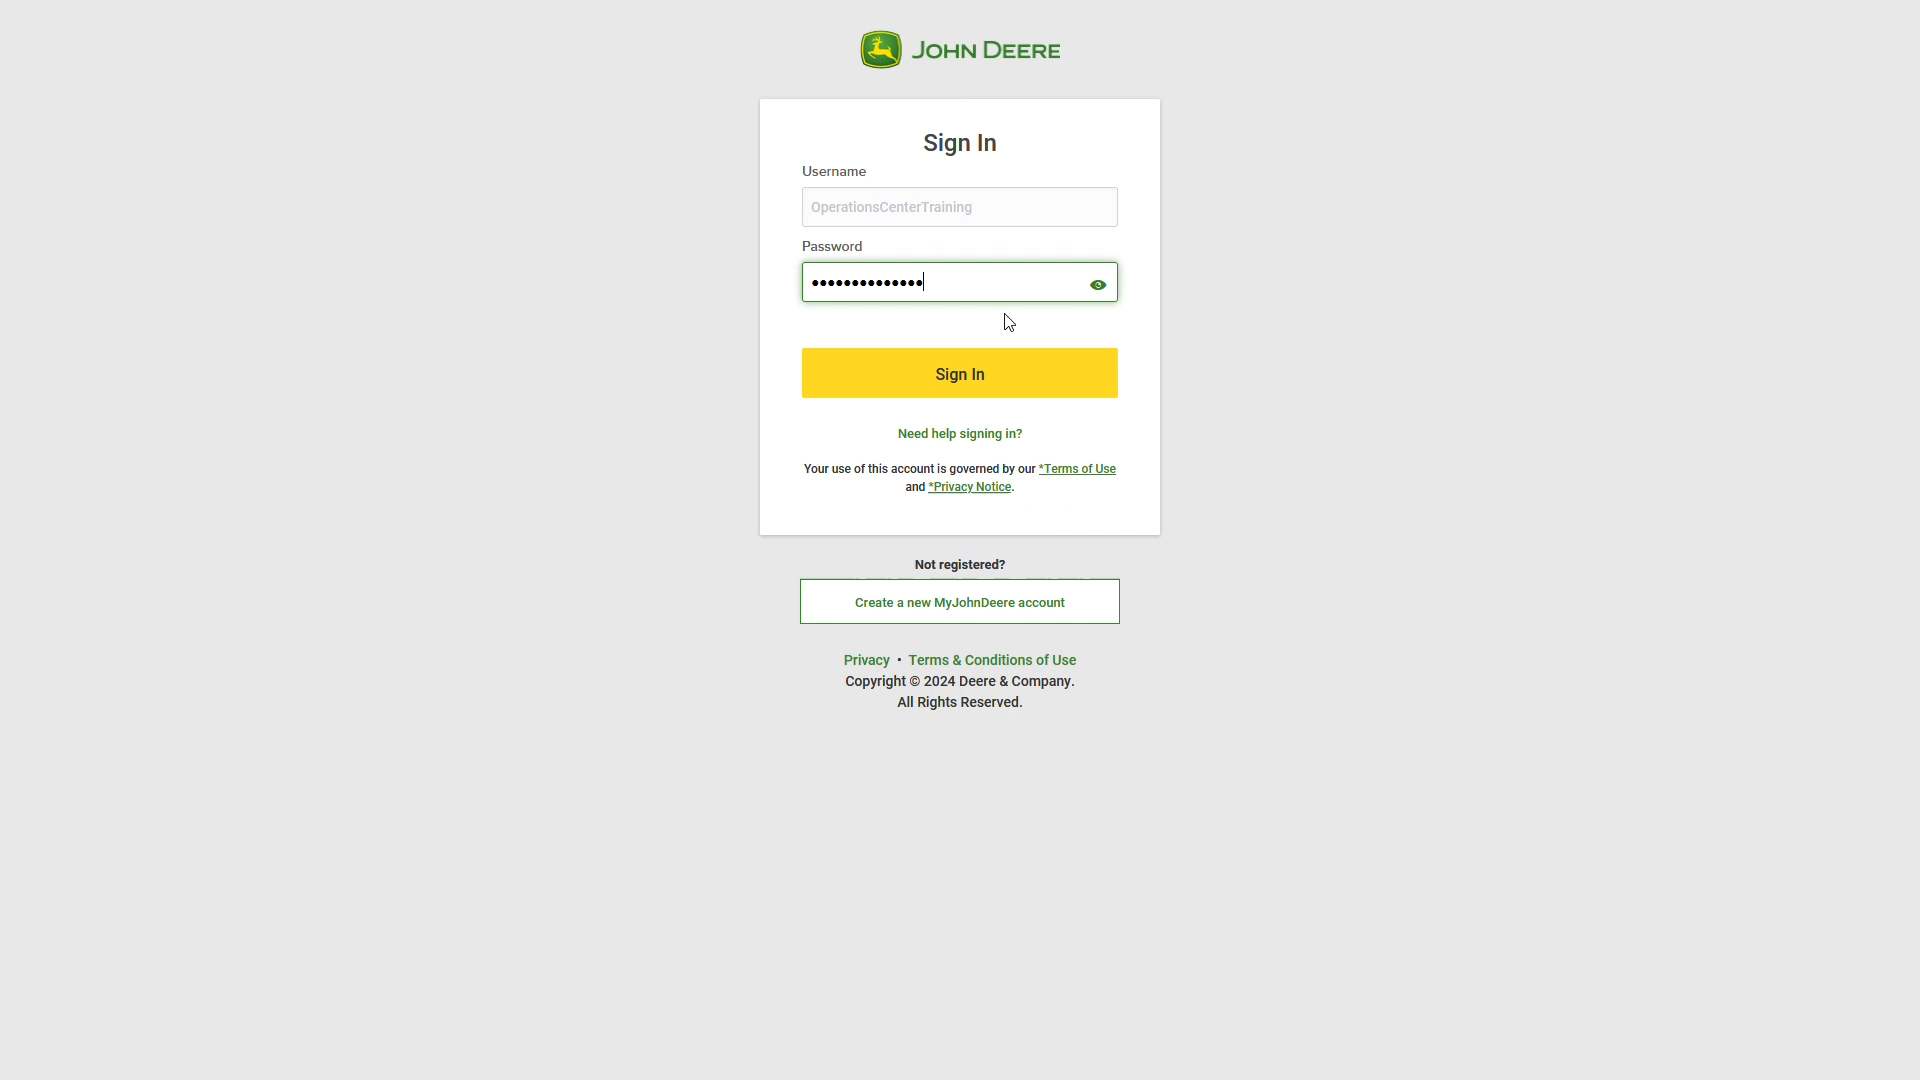 JOHN DEERE
Sign In
Username
OperationsCenterTraining
Password
••••••••••••••
Sign In
Need help signing in?
Your use of this account is governed by our *Terms of Use
and *Privacy Notice.
Not registered?
Create a new MyJohnDeere account
Privacy • Terms & Conditions of Use
Copyright © 2024 Deere & Company.
All Rights Reserved.